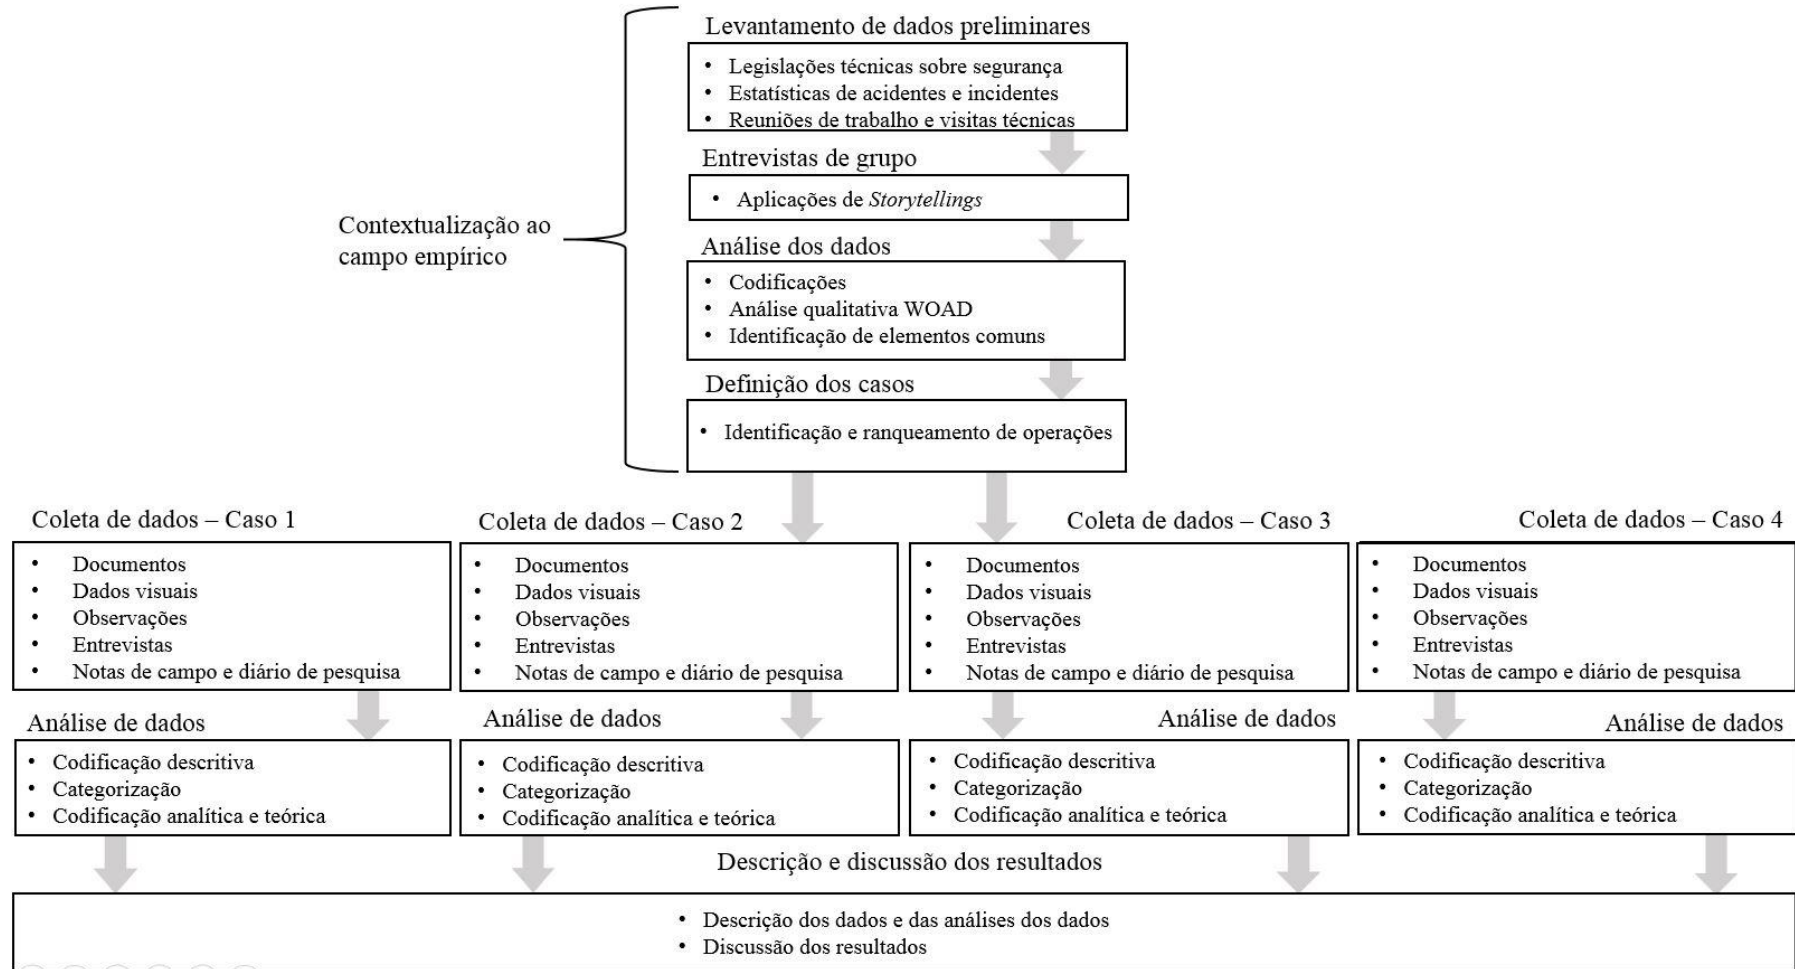 Levantamento de dados preliminares
• Legislações técnicas sobre segurança
• Estatísticas de acidentes e incidentes
• Reuniões de trabalho e visitas técnicas
Entrevistas de grupo
• Aplicações de Storytellings
Contextualização ao
campo empírico
Análise dos dados
• Codificações
• Análise qualitativa WOAD
• Identificação de elementos comuns
Definição dos casos
• Identificação e ranqueamento de operações
Coleta de dados – Caso 1
• Documentos
• Dados visuais
• Observações
• Entrevistas
• Notas de campo e diário de pesquisa
Análise de dados
• Codificação descritiva
• Categorização
• Codificação analítica e teórica
Coleta de dados – Caso 2
• Documentos
• Dados visuais
• Observações
• Entrevistas
• Notas de campo e diário de pesquisa
Análise de dados
• Codificação descritiva
• Categorização
• Codificação analítica e teórica
Coleta de dados – Caso 3
• Documentos
• Dados visuais
• Observações
• Entrevistas
• Notas de campo e diário de pesquisa
Análise de dados
• Codificação descritiva
• Categorização
• Codificação analítica e teórica
Coleta de dados – Caso 4
• Documentos
• Dados visuais
• Observações
• Entrevistas
• Notas de campo e diário de pesquisa
Análise de dados
• Codificação descritiva
• Categorização
• Codificação analítica e teórica
Descrição e discussão dos resultados
• Descrição dos dados e das análises dos dados
• Discussão dos resultados